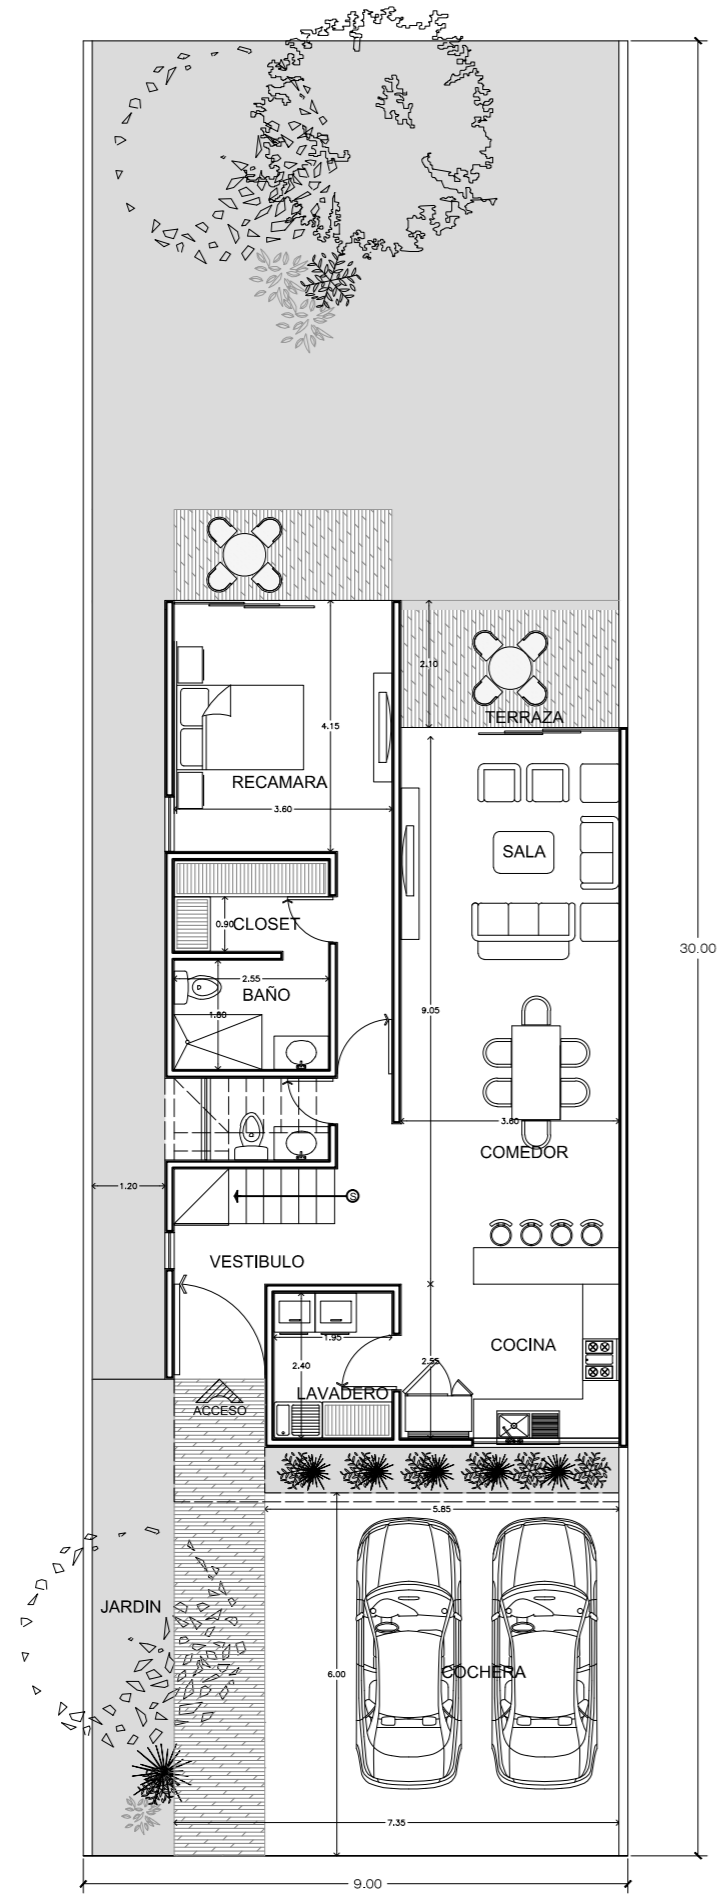 2.10
TERRAZA
4.15
RECAMARA
3.60
SALA
0.90
CLOSET
30.00
2.55
BAÑO
1.80
9.05
3.60
COMEDOR
1.20
S
VESTIBULO
1.95
COCINA
2.40
2.55
LAVADERO
ACCESO
5.85
JARDIN
6.00
COCHERA
7.35
9.00